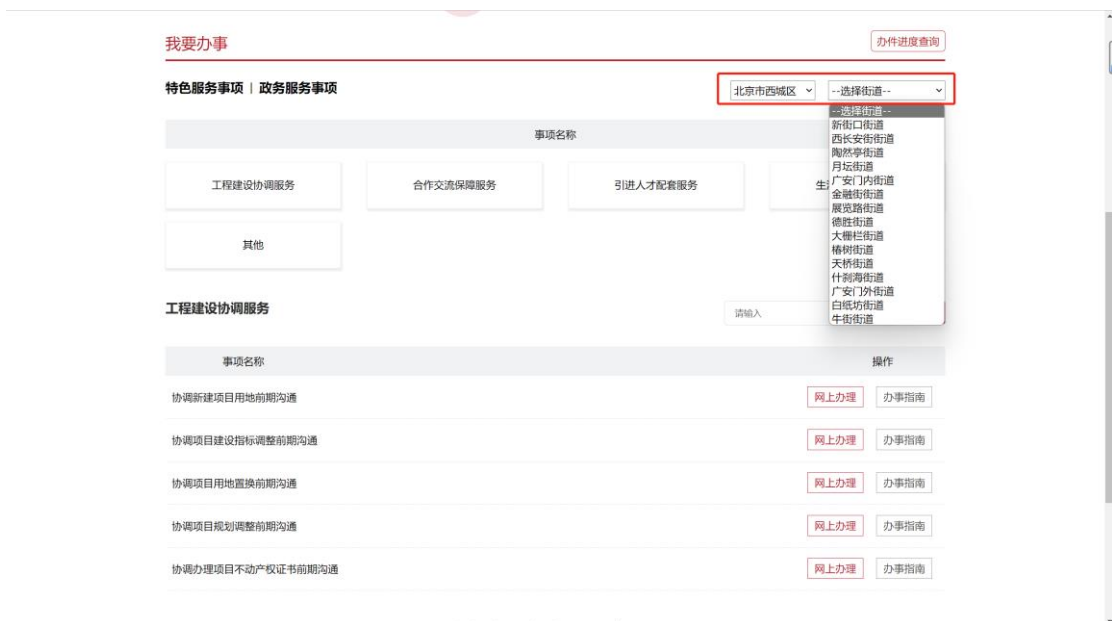 我要办事
办件进度查询
特色服务事项 | 政务服务事项
北京市西城区
--选择街道--
--选择街道--
新街口街道
西长安街街道
陶然亭街道
月坛街道
广安门内街道
金融街街道
展览路街道
德胜街道
大栅栏街道
椿树街道
天桥街道
什刹海街道
广安门外街道
白纸坊街道
牛街街道
事项名称
工程建设协调服务
合作交流保障服务
引进人才配套服务
生
其他
工程建设协调服务
请输入
事项名称 操作
协调新建项目用地前期沟通 网上办理 办事指南
协调项目建设指标调整前期沟通 网上办理 办事指南
协调项目用地置换前期沟通 网上办理 办事指南
协调项目规划调整前期沟通 网上办理 办事指南
协调办理项目不动产权证书前期沟通 网上办理 办事指南